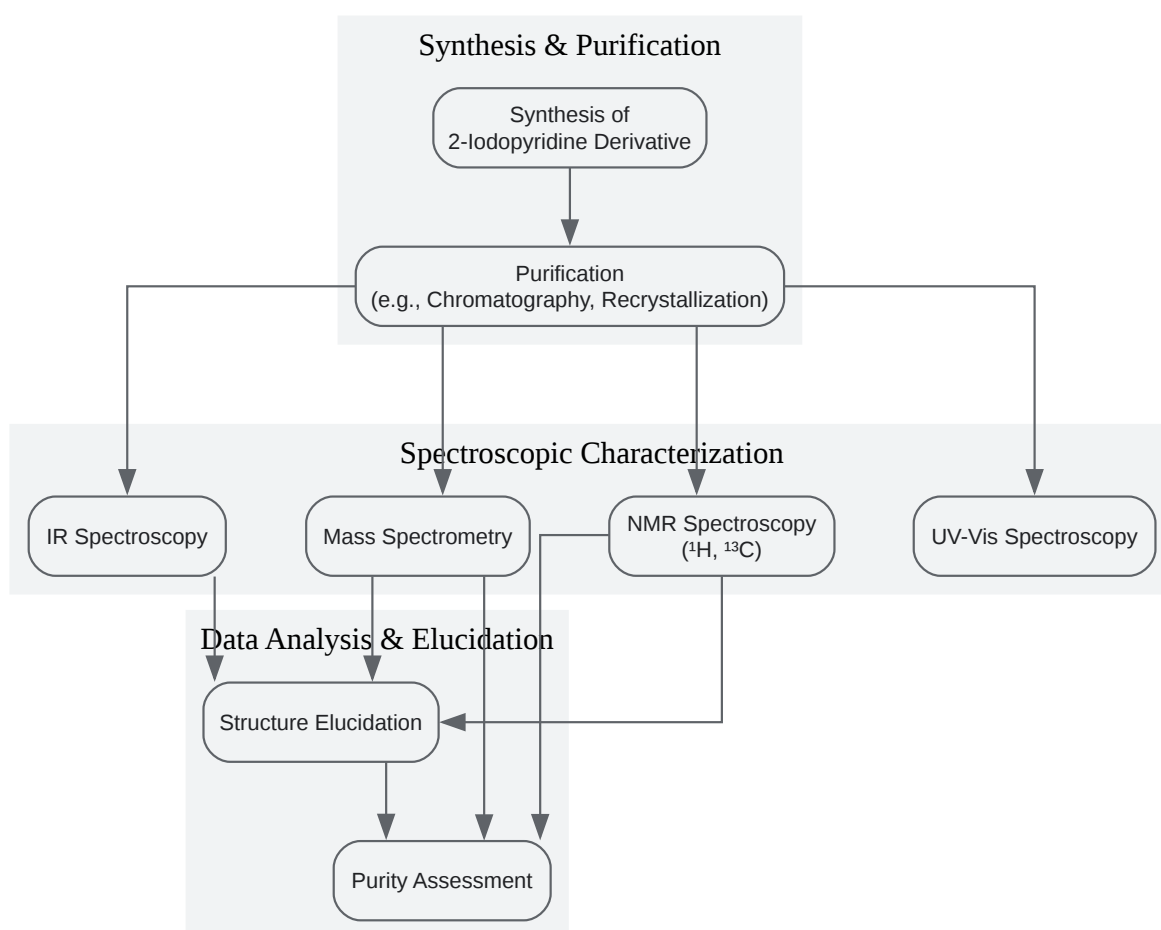 Synthesis & Purification
Synthesis of
2-Iodopyridine Derivative
Purification
(e.g., Chromatography, Recrystallization)
Spectroscopic Characterization
IR Spectroscopy
Mass Spectrometry
NMR Spectroscopy
(¹H, ¹³C)
UV-Vis Spectroscopy
Data Analysis & Elucidation
Structure Elucidation
Purity Assessment